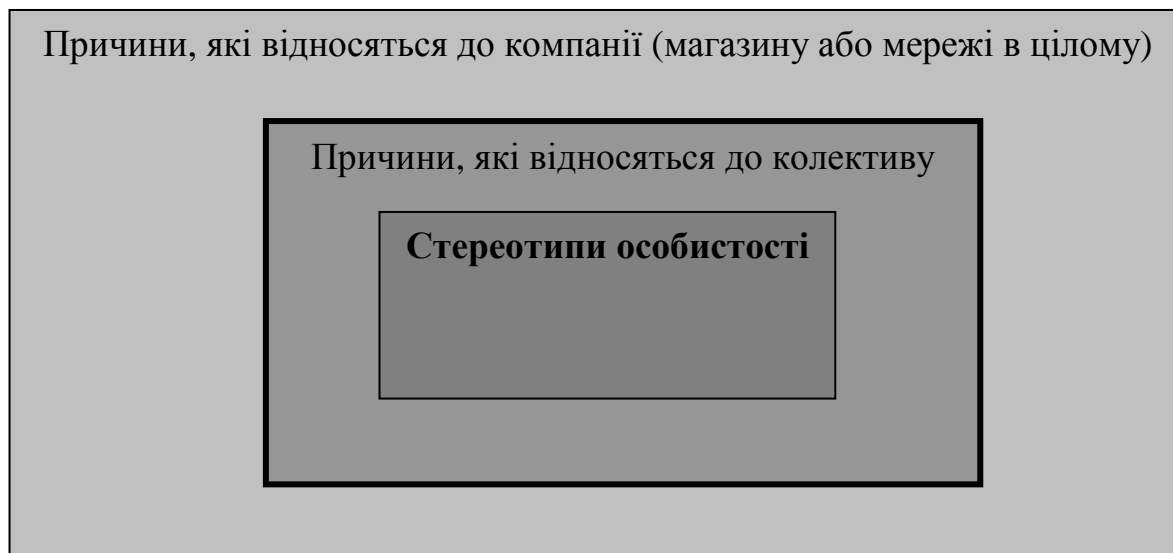 Причини, які відносяться до компанії (магазину або мережі в цілому)
Причини, які відносяться до колективу
Стереотипи особистості